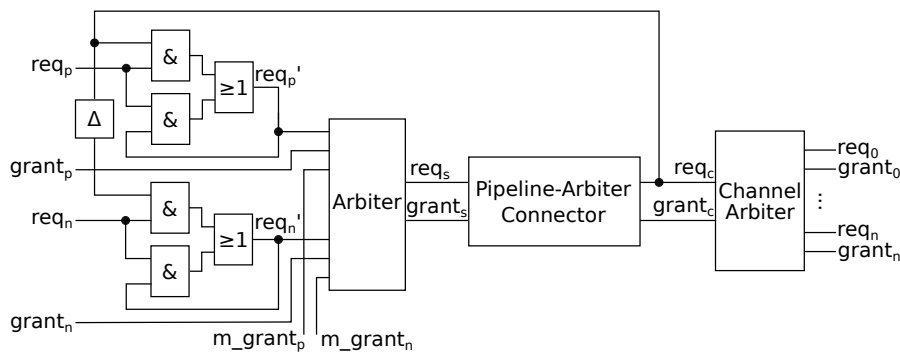 &
req_p
req_p'
≥1
&
Δ
grant_p
req_s
Pipeline-Arbiter
Connector
req_c
Channel
Arbiter
req_0
grant_0
Arbiter
grant_s
grant_c
&
req_n
req_n'
≥1
&
⋮
req_n
grant_n
grant_n
m_grant_p
m_grant_n